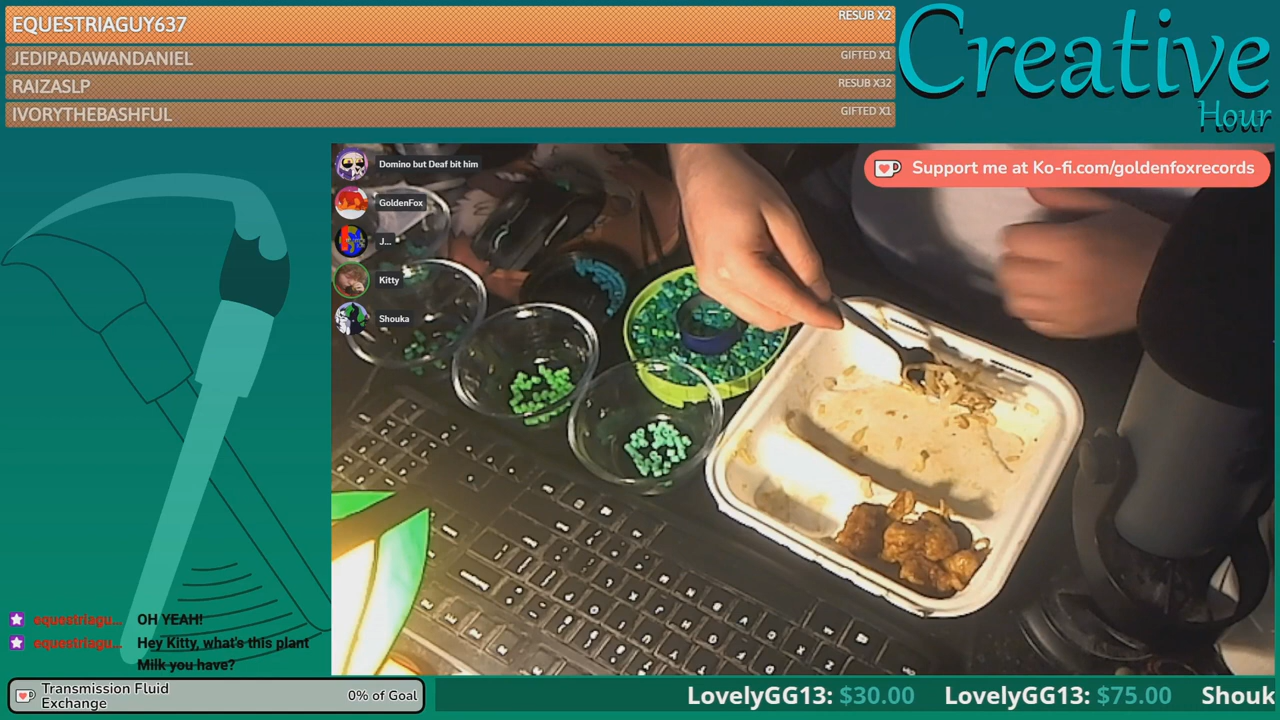 EQUESTRIAGUY637
RESUB X2
JEDIPADAWANDANIEL
GIFTED X1
RAIZASLP
RESUB X32
IVORYTHEBASHFUL
GIFTED X1
Creative
Hour
Domino but Deaf bit him
GoldenFox
J...
Kitty
Shouka
Support me at Ko-fi.com/goldenfoxrecords
equestriagu... OH YEAH!
equestriagu... Hey Kitty, what's this plant
Milk you have?
Transmission Fluid
Exchange
0% of Goal
LovelyGG13: $30.00 LovelyGG13: $75.00 Shouk